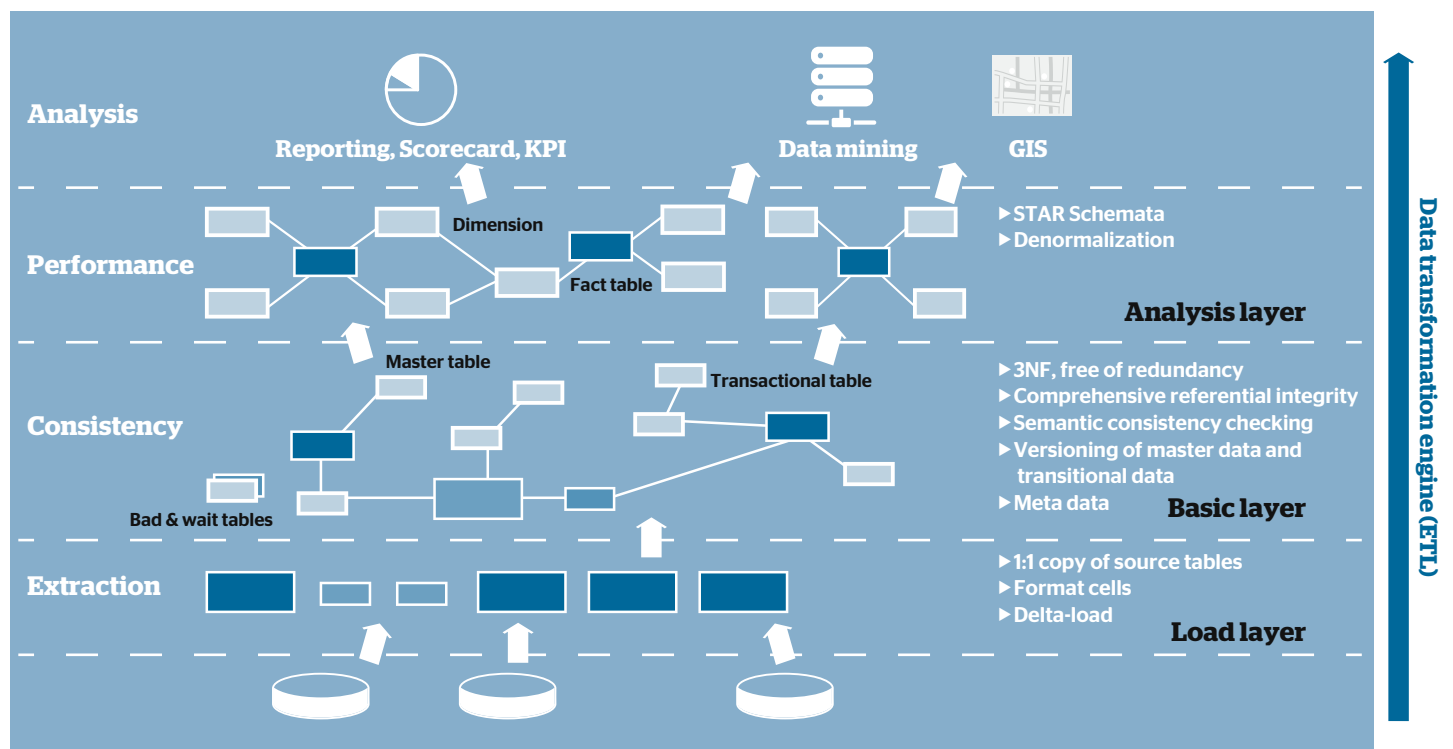 Analysis
Reporting, Scorecard, KPI
Data mining
GIS
Performance
Dimension
Fact table
▶STAR Schemata
▶Denormalization
Analysis layer
Consistency
Master table
Transactional table
Bad & wait tables
▶3NF, free of redundancy
▶Comprehensive referential integrity
▶Semantic consistency checking
▶Versioning of master data and
transitional data
▶Meta data
Basic layer
Extraction
▶1:1 copy of source tables
▶Format cells
▶Delta-load
Load layer
Data transformation engine (ETL)